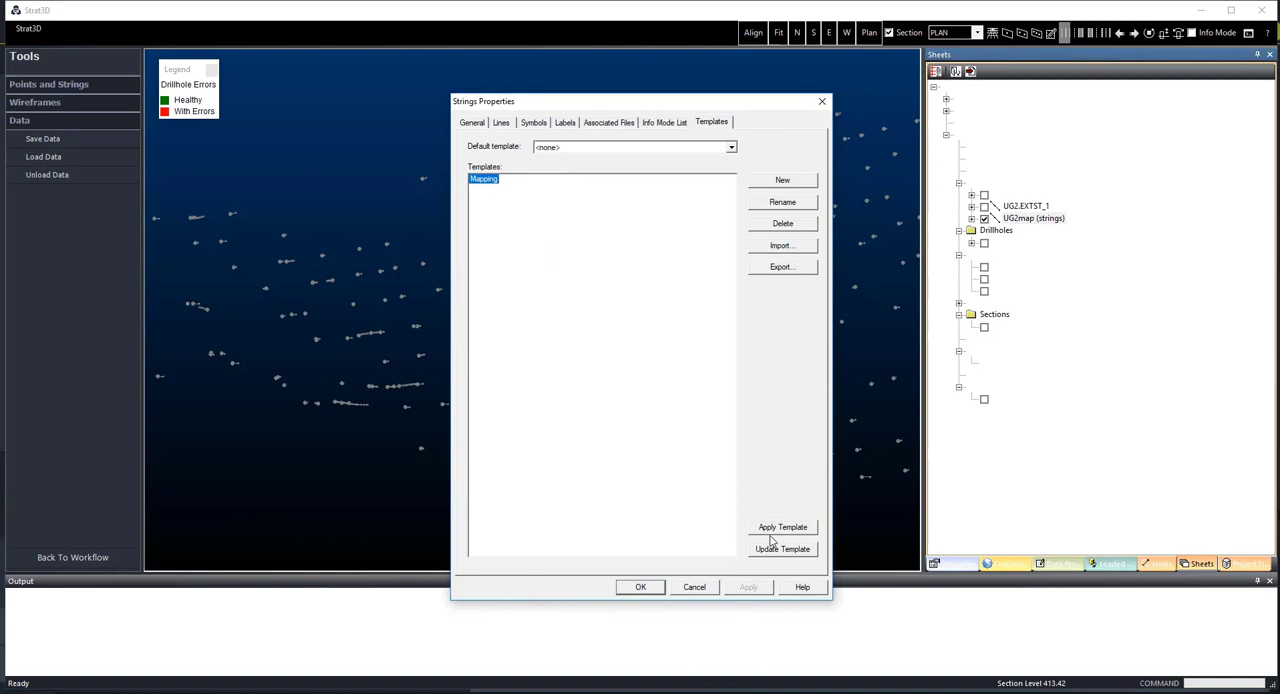 Strat3D
Strat3D
Align Fit N S E W Plan Section PLAN Info Mode ?
Tools
Points and Strings
Wireframes
Data
Save Data
Load Data
Unload Data
Back To Workflow
Legend
Drillhole Errors
Healthy
With Errors
Strings Properties
General Lines Symbols Labels Associated Files Info Mode List Templates
Default template: <none>
Templates:
Mapping
New
Rename
Delete
Import...
Export...
Apply Template
Update Template
OK Cancel Apply Help
Sheets
UG2.EXTST_1
UG2map (strings)
Drillholes
Sections
Sheets
Output
Ready
Section Level 413.42
COMMAND